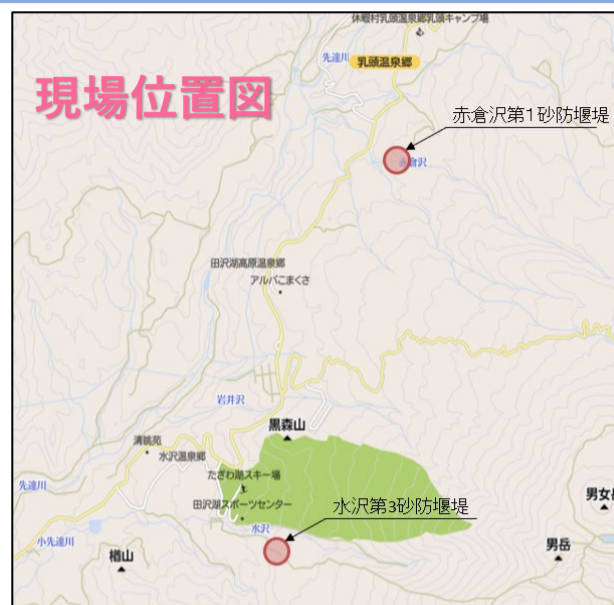 休暇村乳頭温泉郷乳頭キャンプ場
先達川
乳頭温泉郷
現場位置図
赤倉沢第1砂防堰堤
赤倉沢
田沢湖高原温泉郷
アルパこまくさ
岩井沢
黒森山
清眺苑
水沢温泉郷
たざわ湖スキー場
先達川
田沢湖スポーツセンター
水沢第3砂防堰堤
男女岳
水沢
小先達川
楢山
男岳